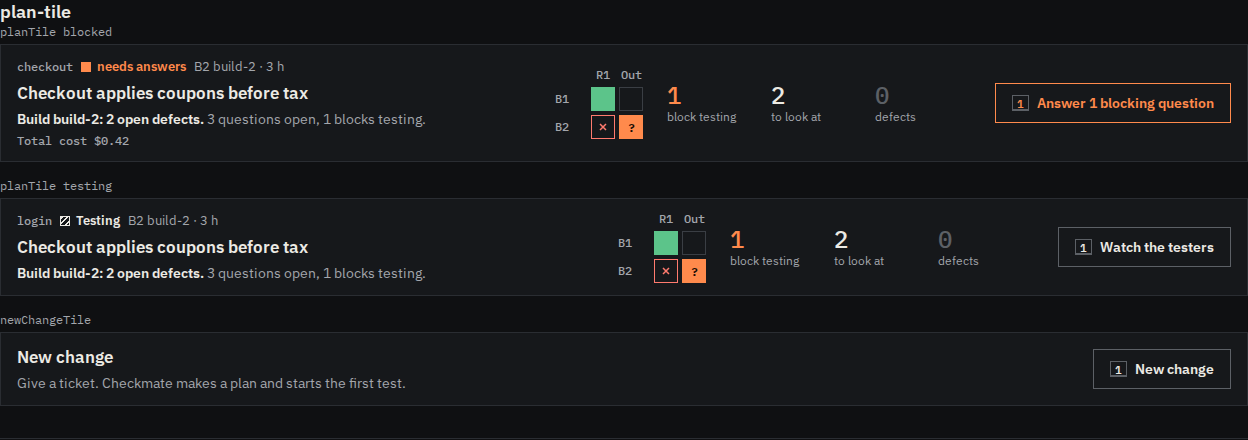 plan-tile
planTile blocked
checkout needs answers B2 build-2 · 3 h
Checkout applies coupons before tax
Build build-2: 2 open defects. 3 questions open, 1 blocks testing.
Total cost $0.42
R1 Out
B1
B2 × ?
1 block testing
2 to look at
0 defects
1 Answer 1 blocking question
planTile testing
login Testing B2 build-2 · 3 h
Checkout applies coupons before tax
Build build-2: 2 open defects. 3 questions open, 1 blocks testing.
R1 Out
B1
B2 × ?
1 block testing
2 to look at
0 defects
1 Watch the testers
newChangeTile
New change
Give a ticket. Checkmate makes a plan and starts the first test.
1 New change